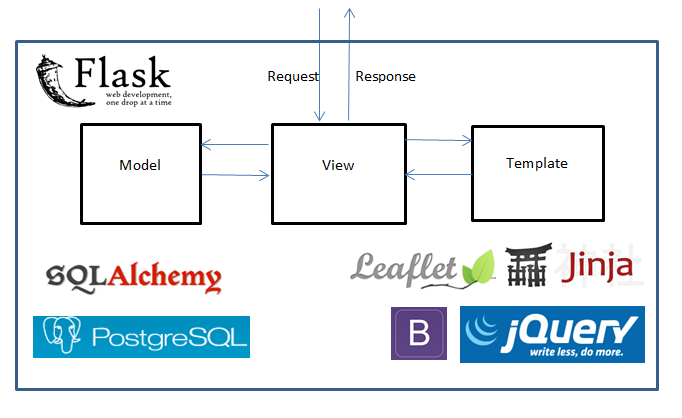 Flask
web development,
one drop at a time
Request Response
Model View Template
SQLAlchemy Leaflet Jinja
PostgreSQL B jQuery
write less, do more.